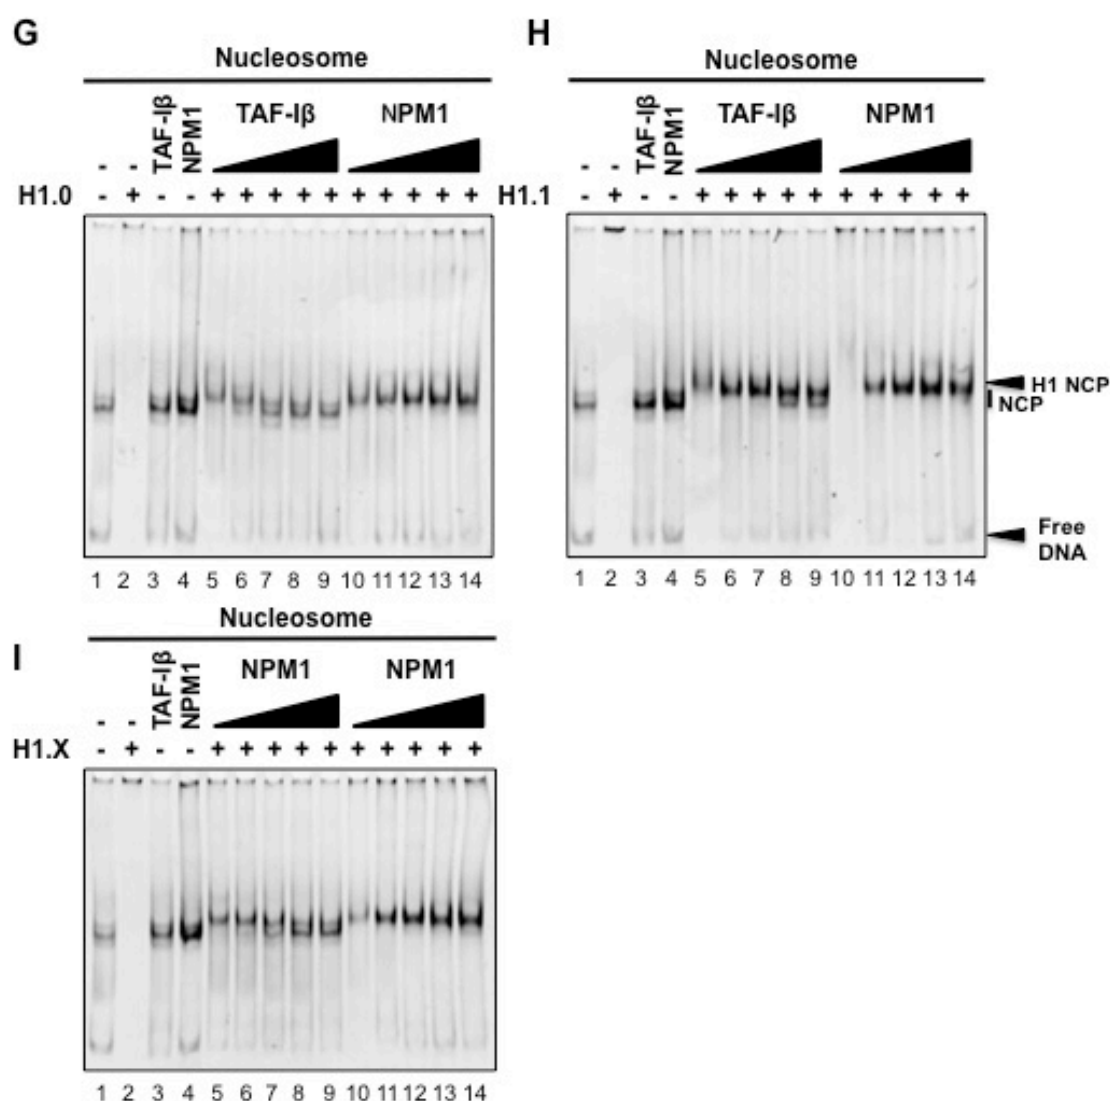 G
Nucleosome
- - TAF-Iβ NPM1 TAF-Iβ NPM1
H1.0 - + - - + + + + + + + + + +
1 2 3 4 5 6 7 8 9 10 11 12 13 14
H
Nucleosome
- - TAF-Iβ NPM1 TAF-Iβ NPM1
H1.1 - + - - + + + + + + + + + +
H1 NCP
NCP
Free
DNA
1 2 3 4 5 6 7 8 9 10 11 12 13 14
I
Nucleosome
- - TAF-Iβ NPM1 NPM1 NPM1
H1.X - + - - + + + + + + + + + +
1 2 3 4 5 6 7 8 9 10 11 12 13 14